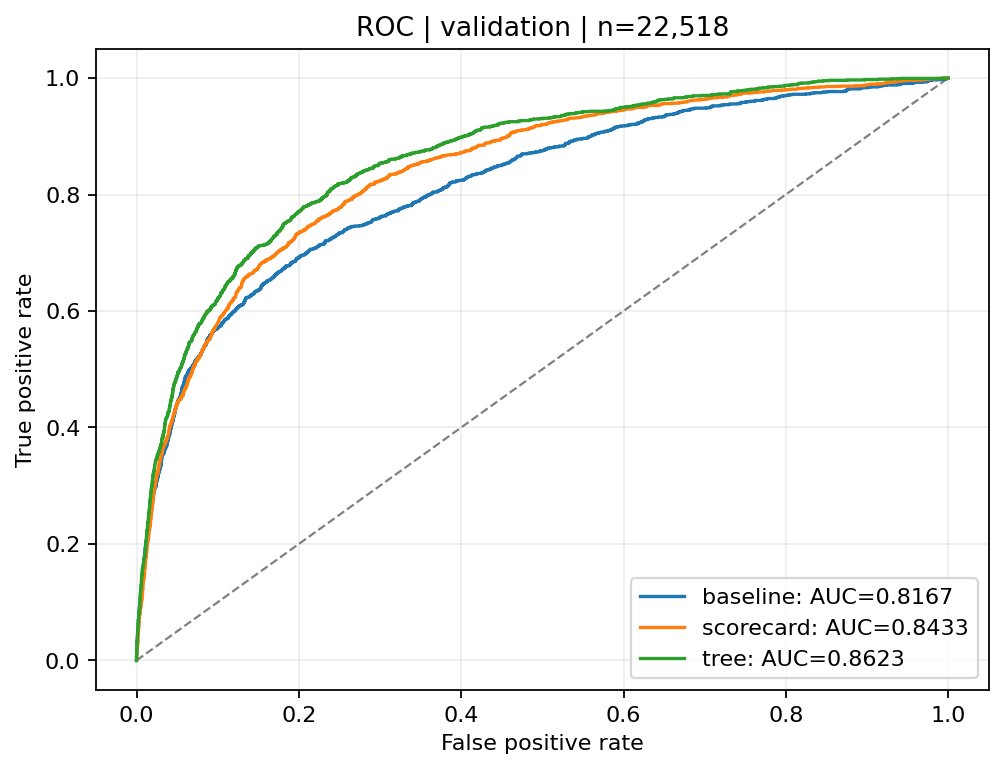 ROC | validation | n=22,518
True positive rate
1.0
0.8
0.6
0.4
0.2
0.0
baseline: AUC=0.8167
scorecard: AUC=0.8433
tree: AUC=0.8623
0.0 0.2 0.4 0.6 0.8 1.0
False positive rate